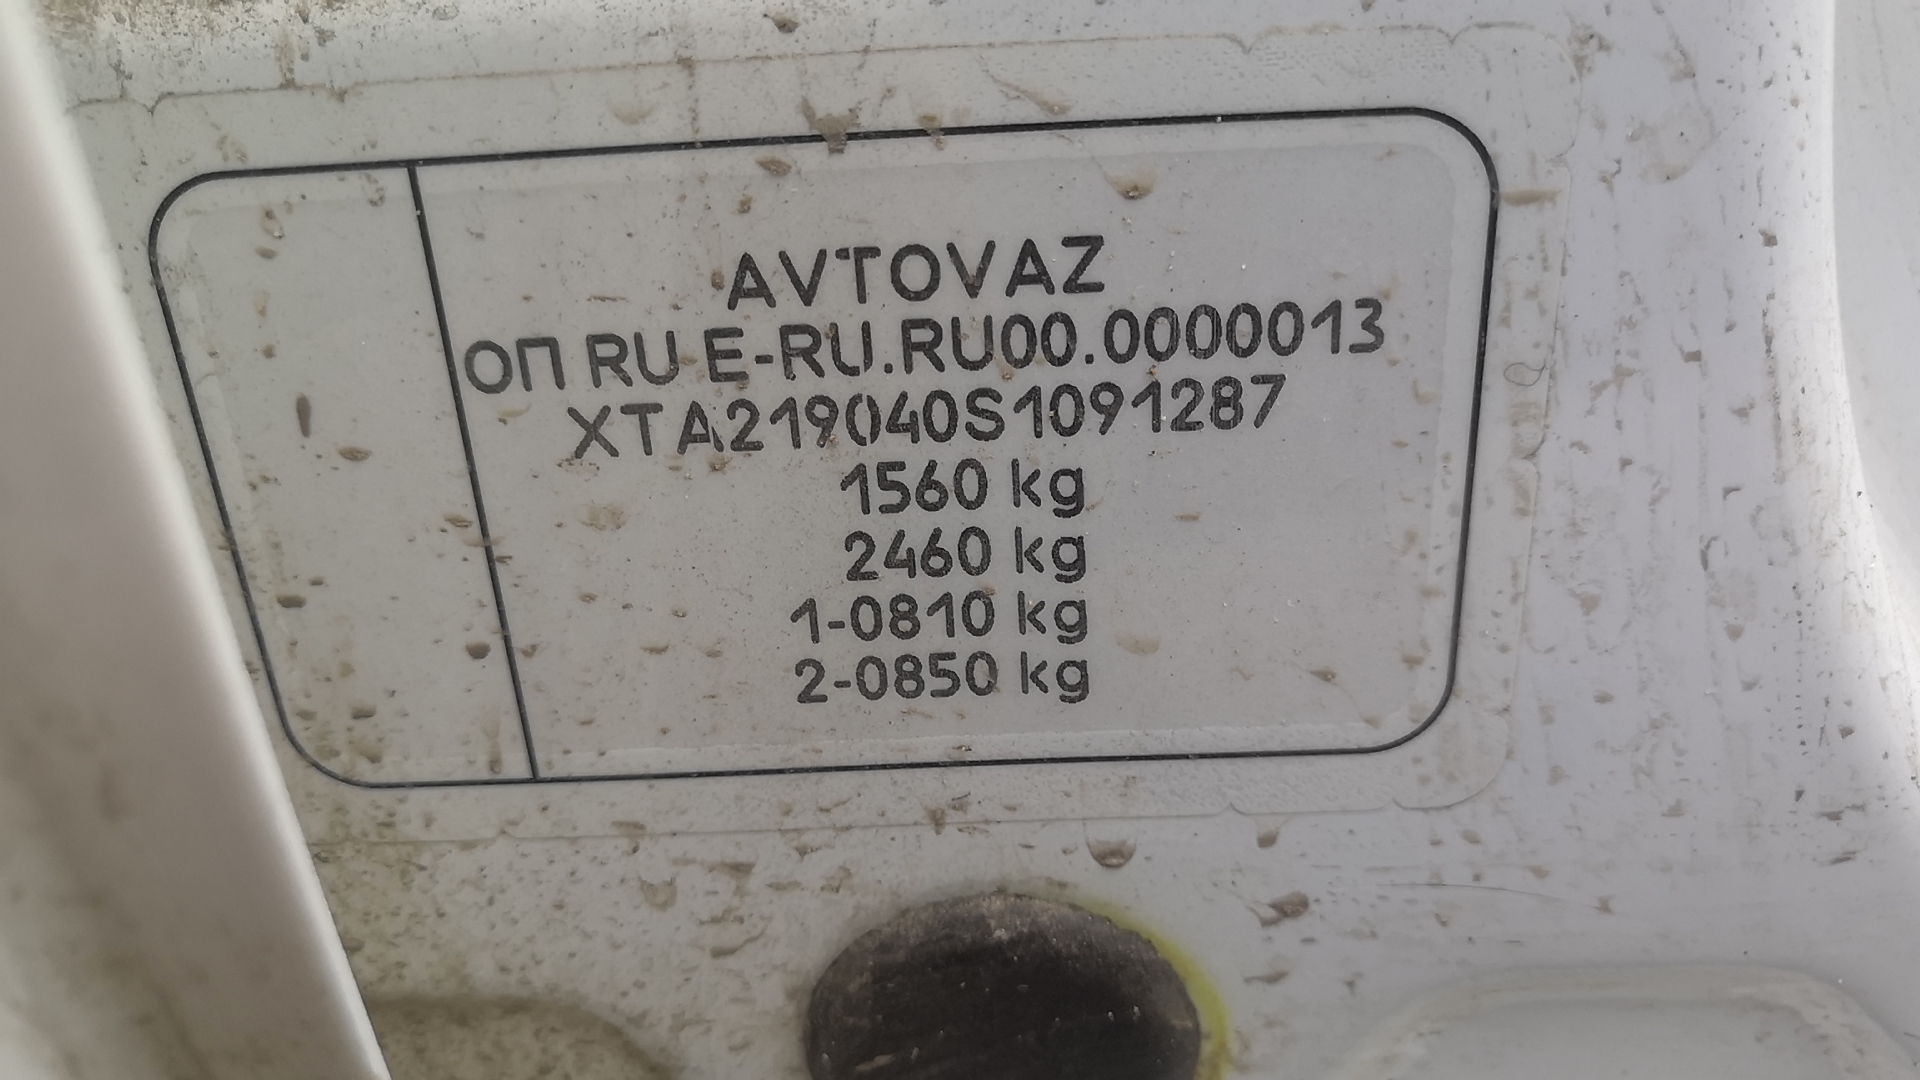 AVTOVAZ
ОП RU E-RU.RU00.0000013
XTA219040S1091287
1560 kg
2460 kg
1-0810 kg
2-0850 kg